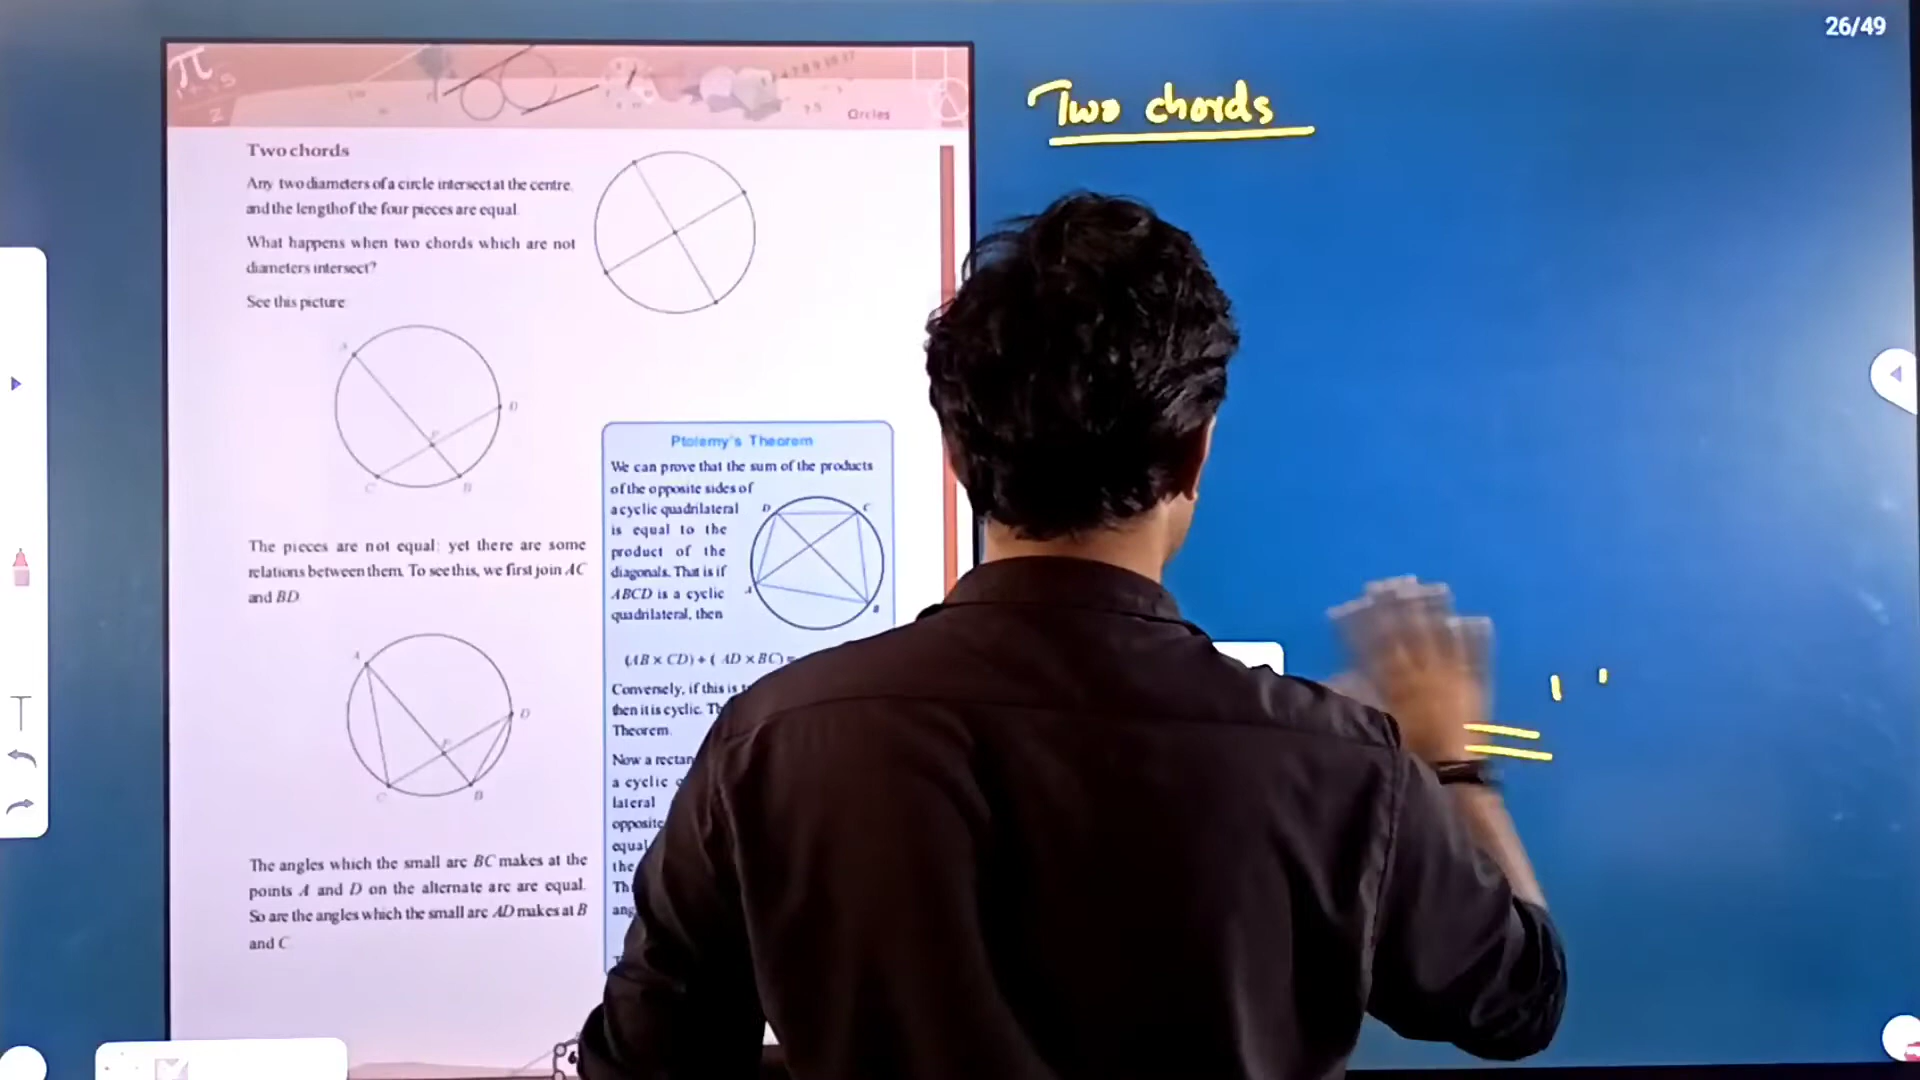 26/49
Two chords
Circles
Two chords
Any two diameters of a circle intersect at the centre,
and the length of the four pieces are equal.
What happens when two chords which are not
diameters intersect?
See this picture:
A
D
P
C
B
The pieces are not equal; yet there are some
relations between them. To see this, we first join AC
and BD.
A
D
P
C
B
The angles which the small arc BC makes at the
points A and D on the alternate arc are equal.
So are the angles which the small arc AD makes at B
and C
Ptolemy's Theorem
We can prove that the sum of the products
of the opposite sides of
a cyclic quadrilateral
is equal to the
product of the
diagonals. That is if
ABCD is a cyclic
quadrilateral, then
D
C
A
B
(AB × CD) + ( AD × BC) =
Conversely, if this is
then it is cyclic.
Theorem.
Now a
a cyclic
lateral
opposite
equal
the